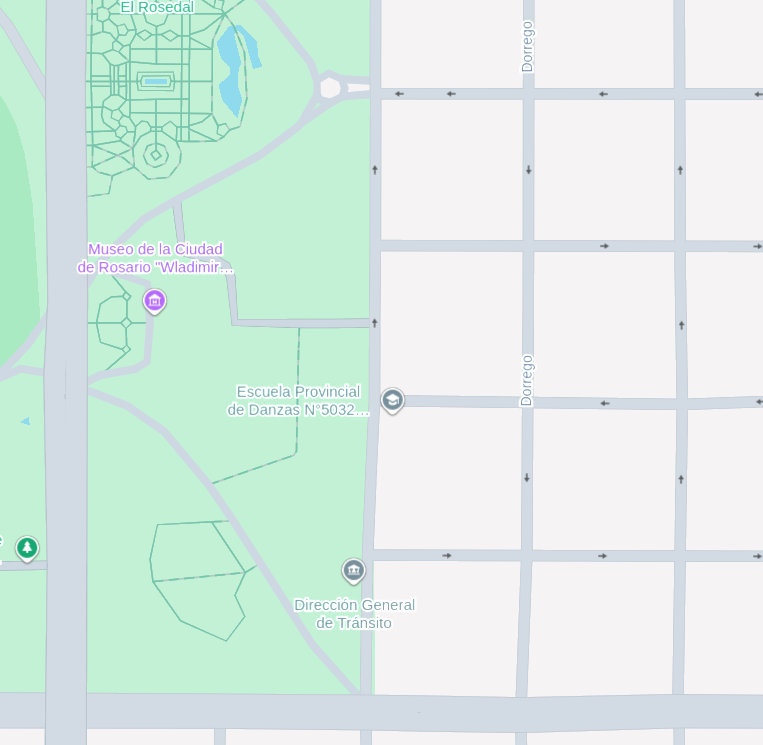 El Rosedal
Dorrego
Museo de la Ciudad
de Rosario "Wladimir...
Dorrego
Escuela Provincial
de Danzas N°5032...
Dirección General
de Tránsito